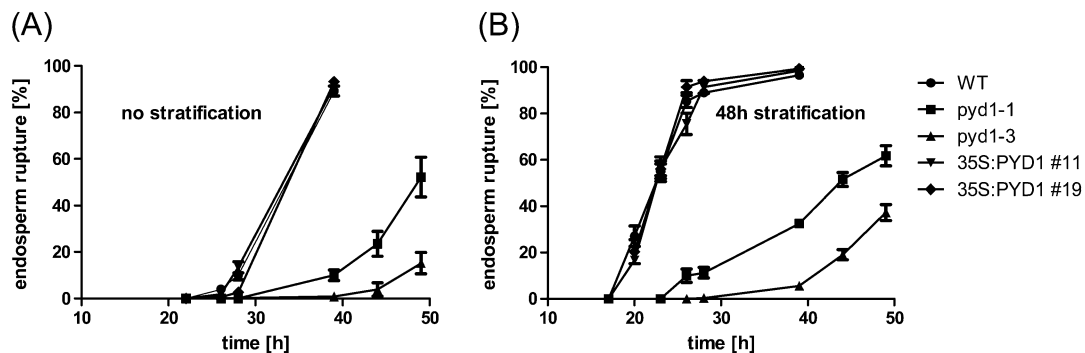 (A)
100
80
60
40
20
0
endosperm rupture [%]
no stratification
10
20
30
40
50
time [h]
(B)
100
80
60
40
20
0
endosperm rupture [%]
48h stratification
10
20
30
40
50
time [h]
WT
pyd1-1
pyd1-3
35S:PYD1 #11
35S:PYD1 #19